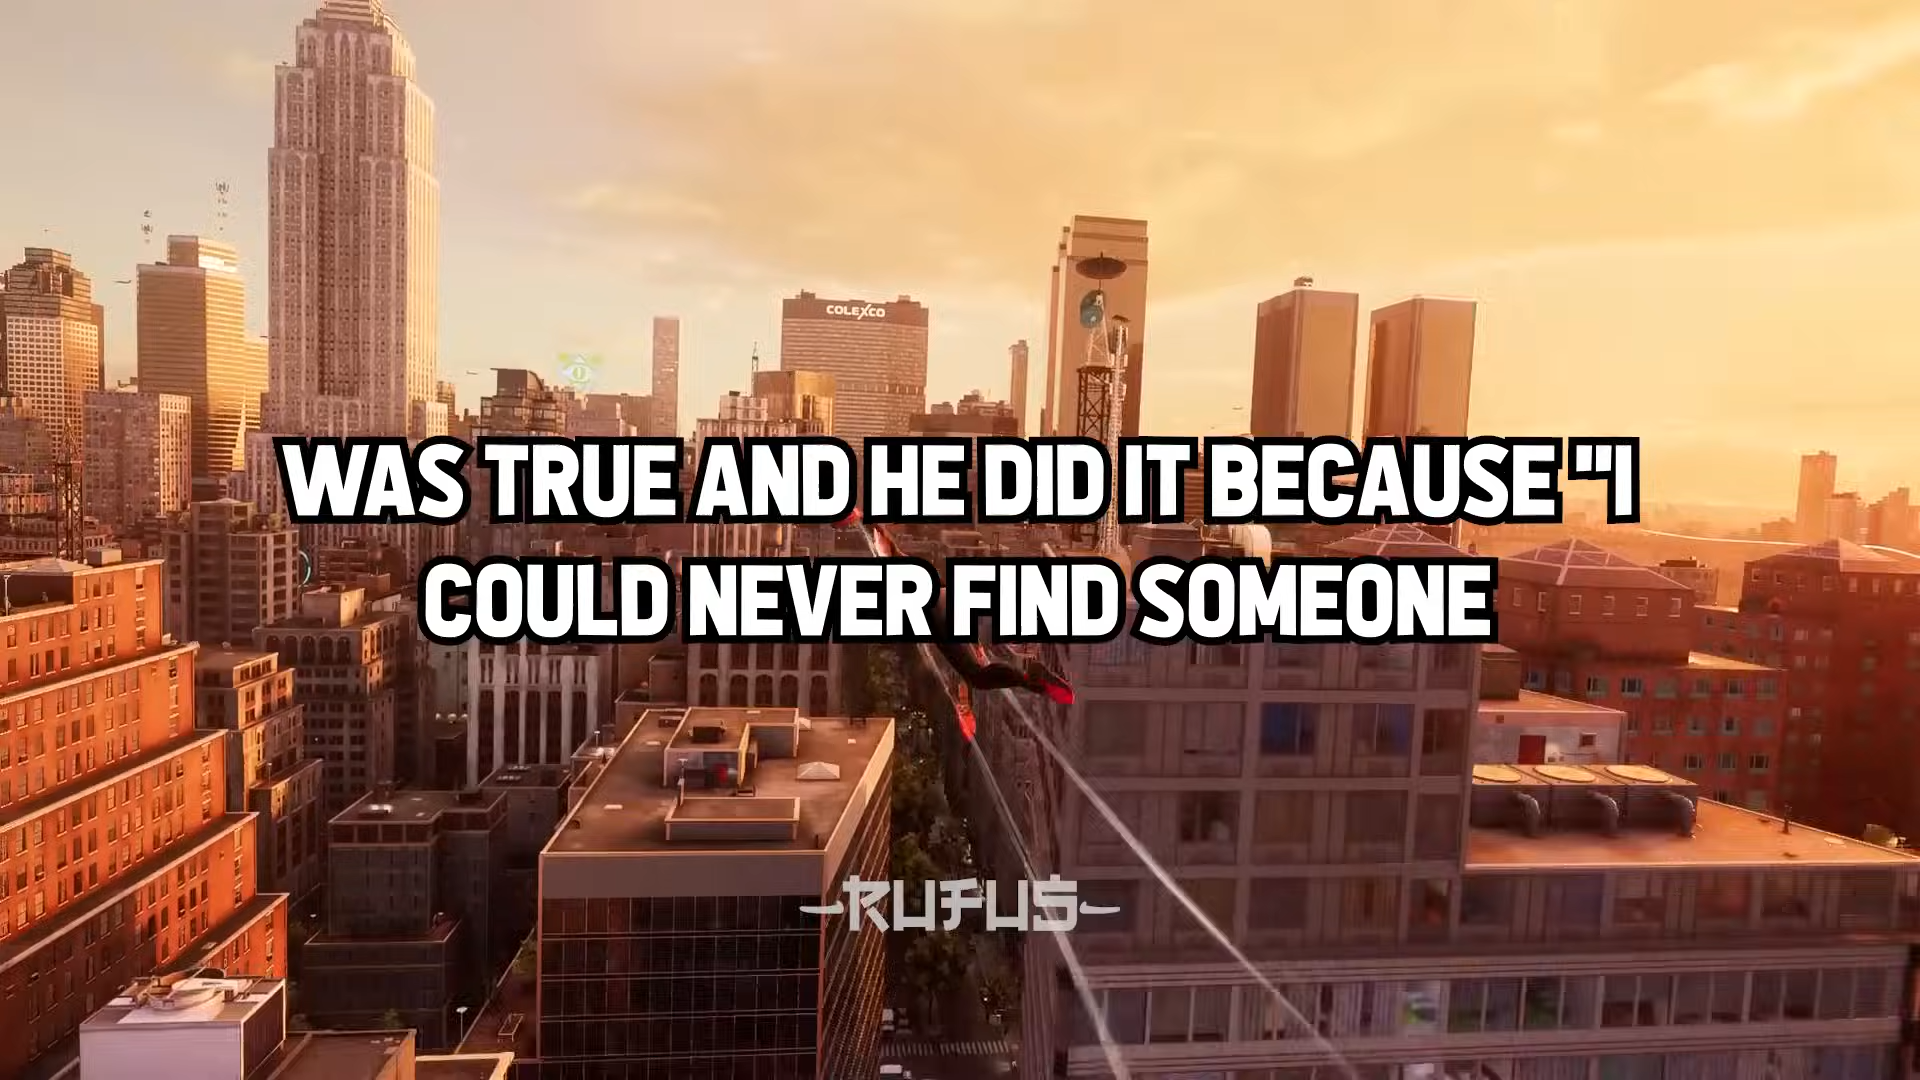 COLEXCO
WAS TRUE AND HE DID IT BECAUSE "I
COULD NEVER FIND SOMEONE
-RUFUS-